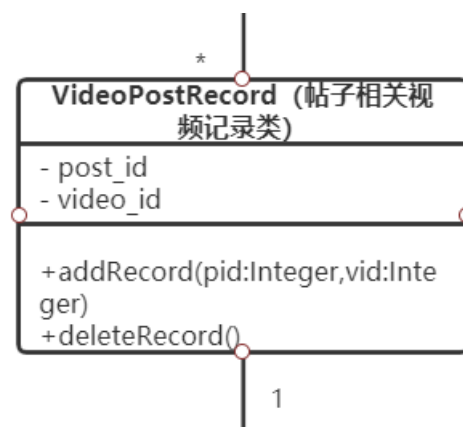 *
VideoPostRecord（帖子相关视
频记录类)
- post_id
- video_id
+addRecord(pid:Integer,vid:Inte
ger)
+deleteRecord()
1